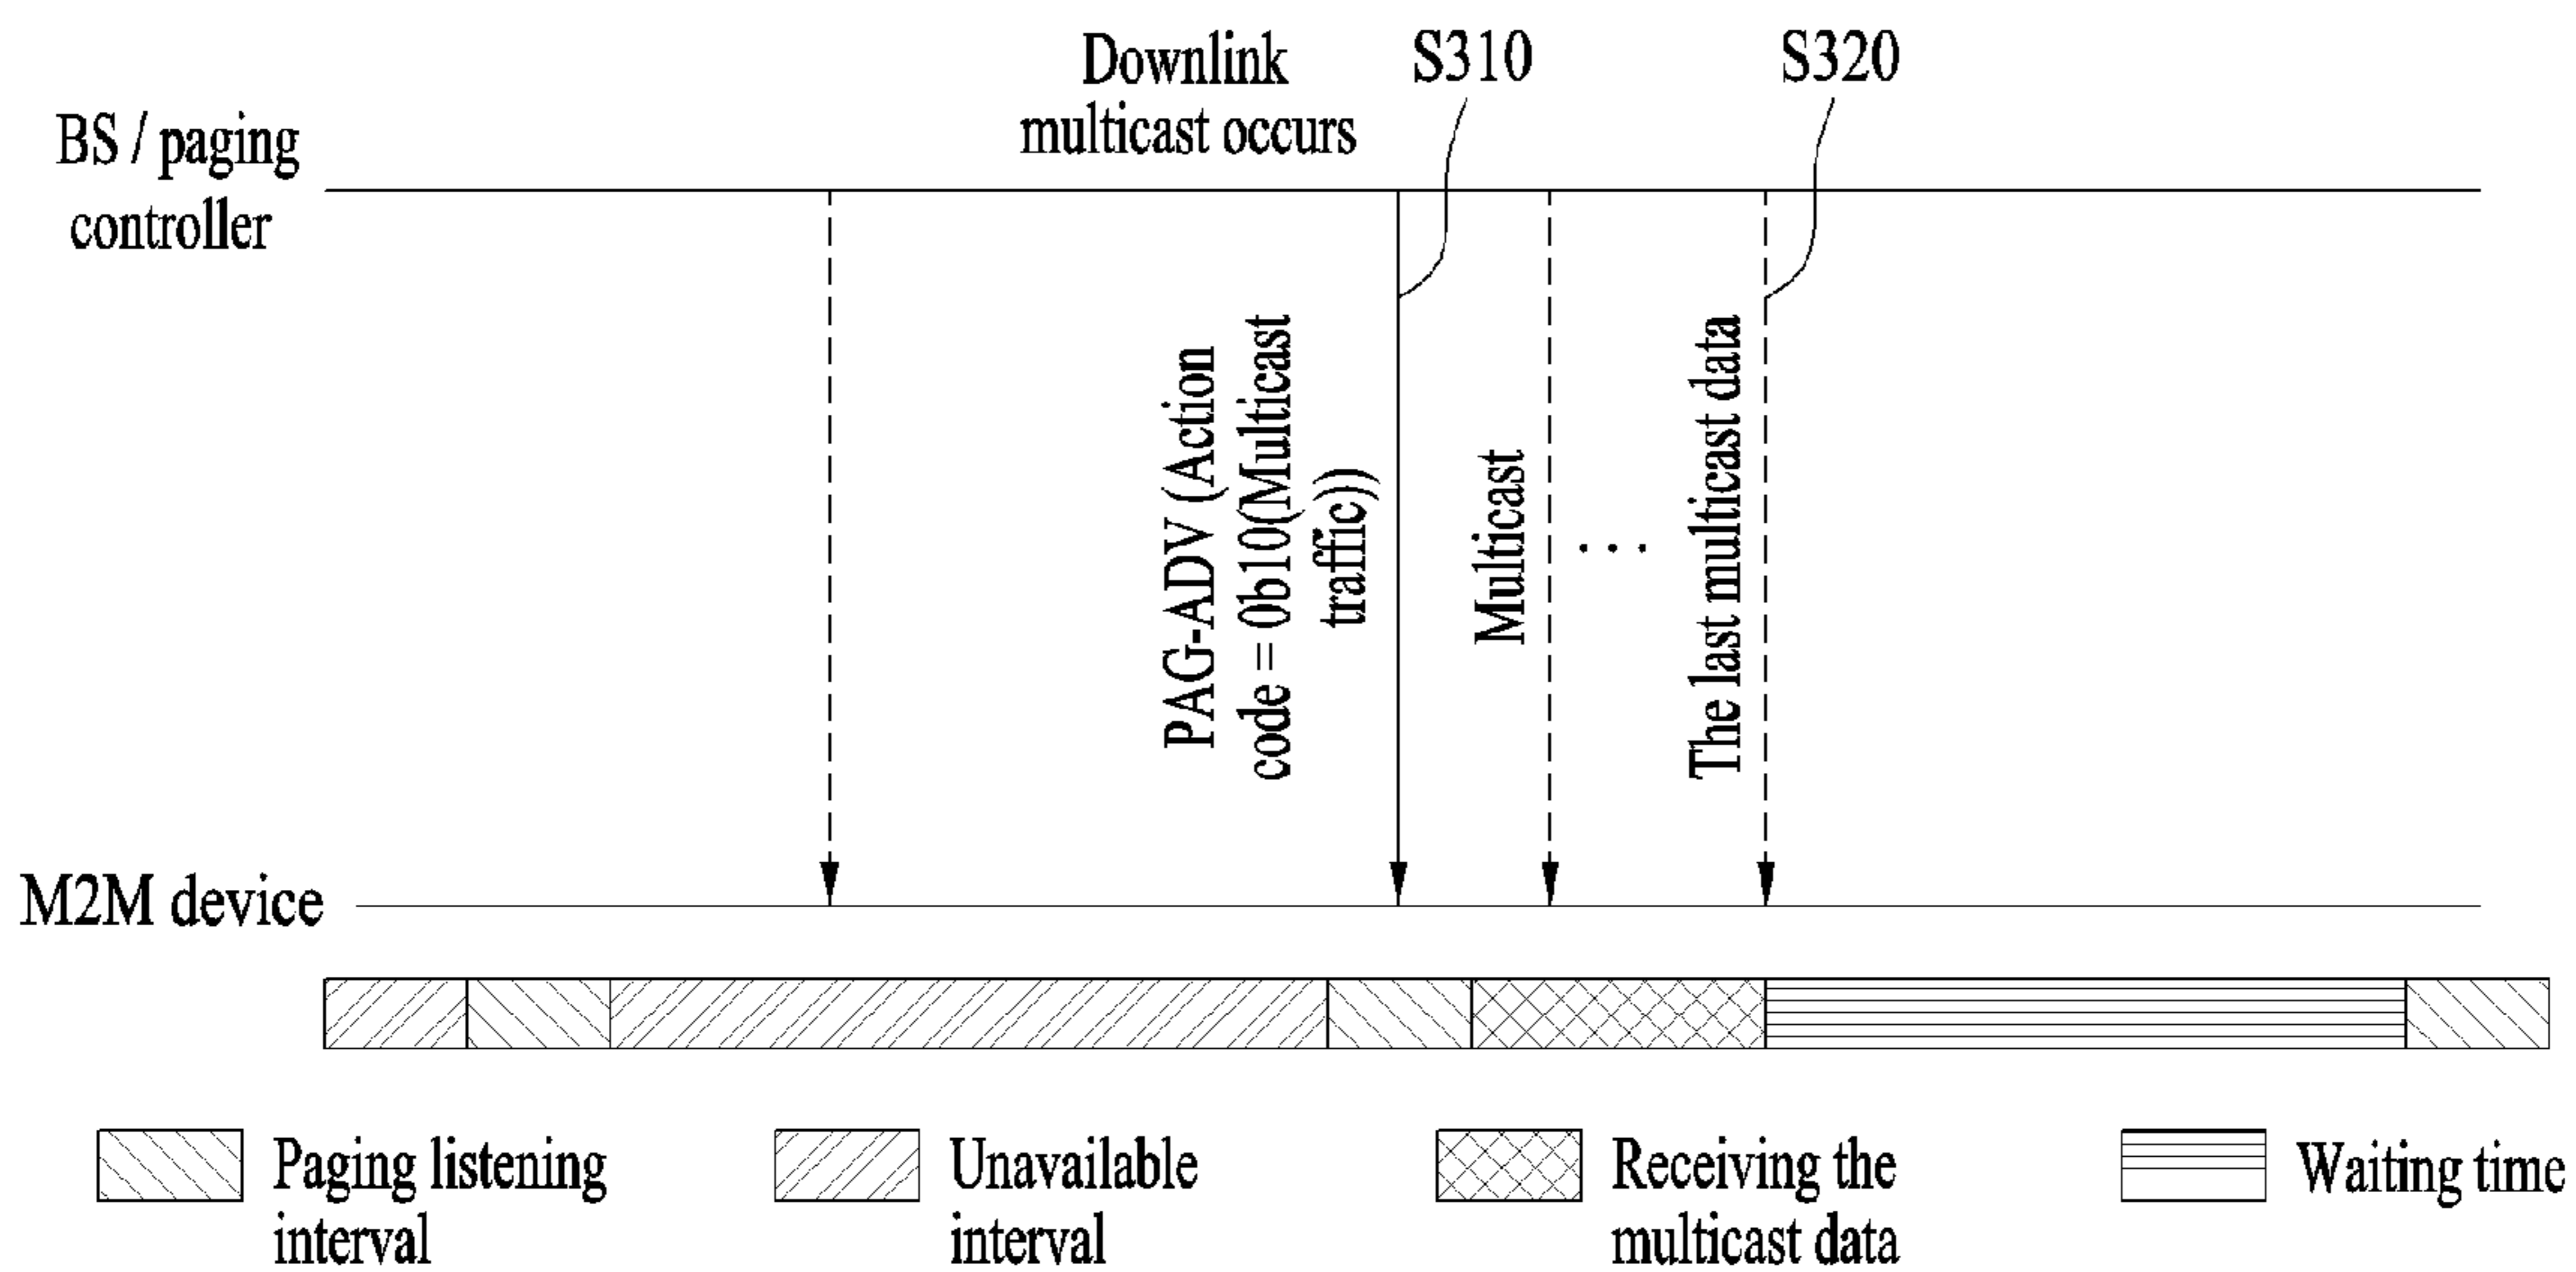 Downlink
multicast occurs
S310
S320
BS / paging
controller
PAG-ADV (Action
code = 0b10(Multicast
traffic))
Multicast
. . .
The last multicast data
M2M device
Paging listening
interval
Unavailable
interval
Receiving the
multicast data
Waiting time